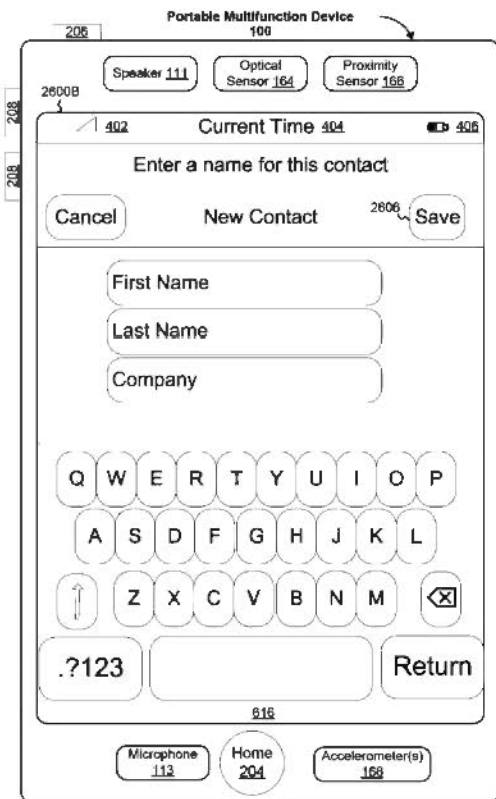 Portable Multifunction Device
100
206
Speaker 111
Optical
Sensor 164
Proximity
Sensor 166
2600B
208
208
402
Current Time 404
406
Enter a name for this contact
Cancel
New Contact
2606
Save
First Name
Last Name
Company
Q W E R T Y U I O P
A S D F G H J K L
Z X C V B N M
.?123
Return
616
Microphone
113
Home
204
Accelerometer(s)
168